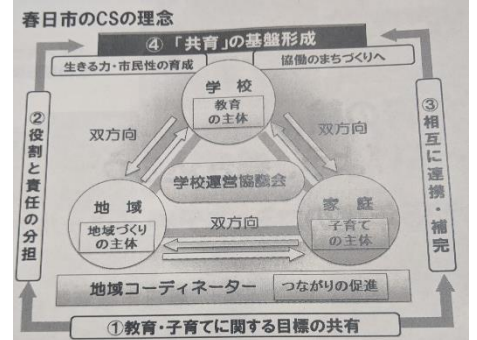 春日市のCSの理念
④「共育」の基盤形成
生きる力・市民性の育成
協働のまちづくりへ
学校
教育
の主体
双方向
双方向
②役割と責任の分担
③相互に連携・補完
学校運営協議会
地域
地域づくり
の主体
双方向
家庭
子育て
の主体
地域コーディネーター
つながりの促進
①教育・子育てに関する目標の共有